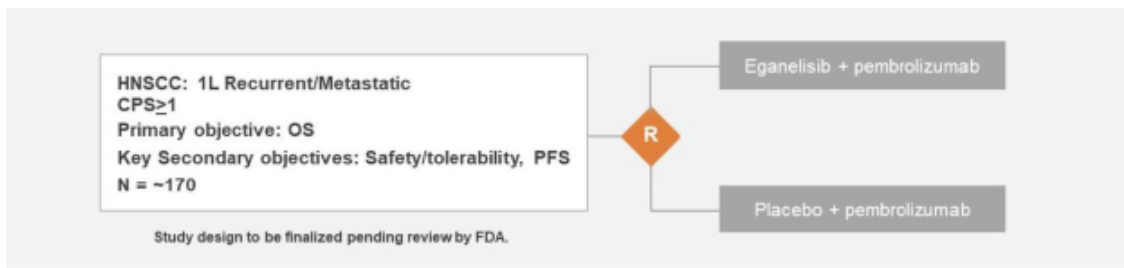 HNSCC: 1L Recurrent/Metastatic
CPS≥1
Primary objective: OS
Key Secondary objectives: Safety/tolerability, PFS
N = ~170
Study design to be finalized pending review by FDA.
R
Eganelisib + pembrolizumab
Placebo + pembrolizumab